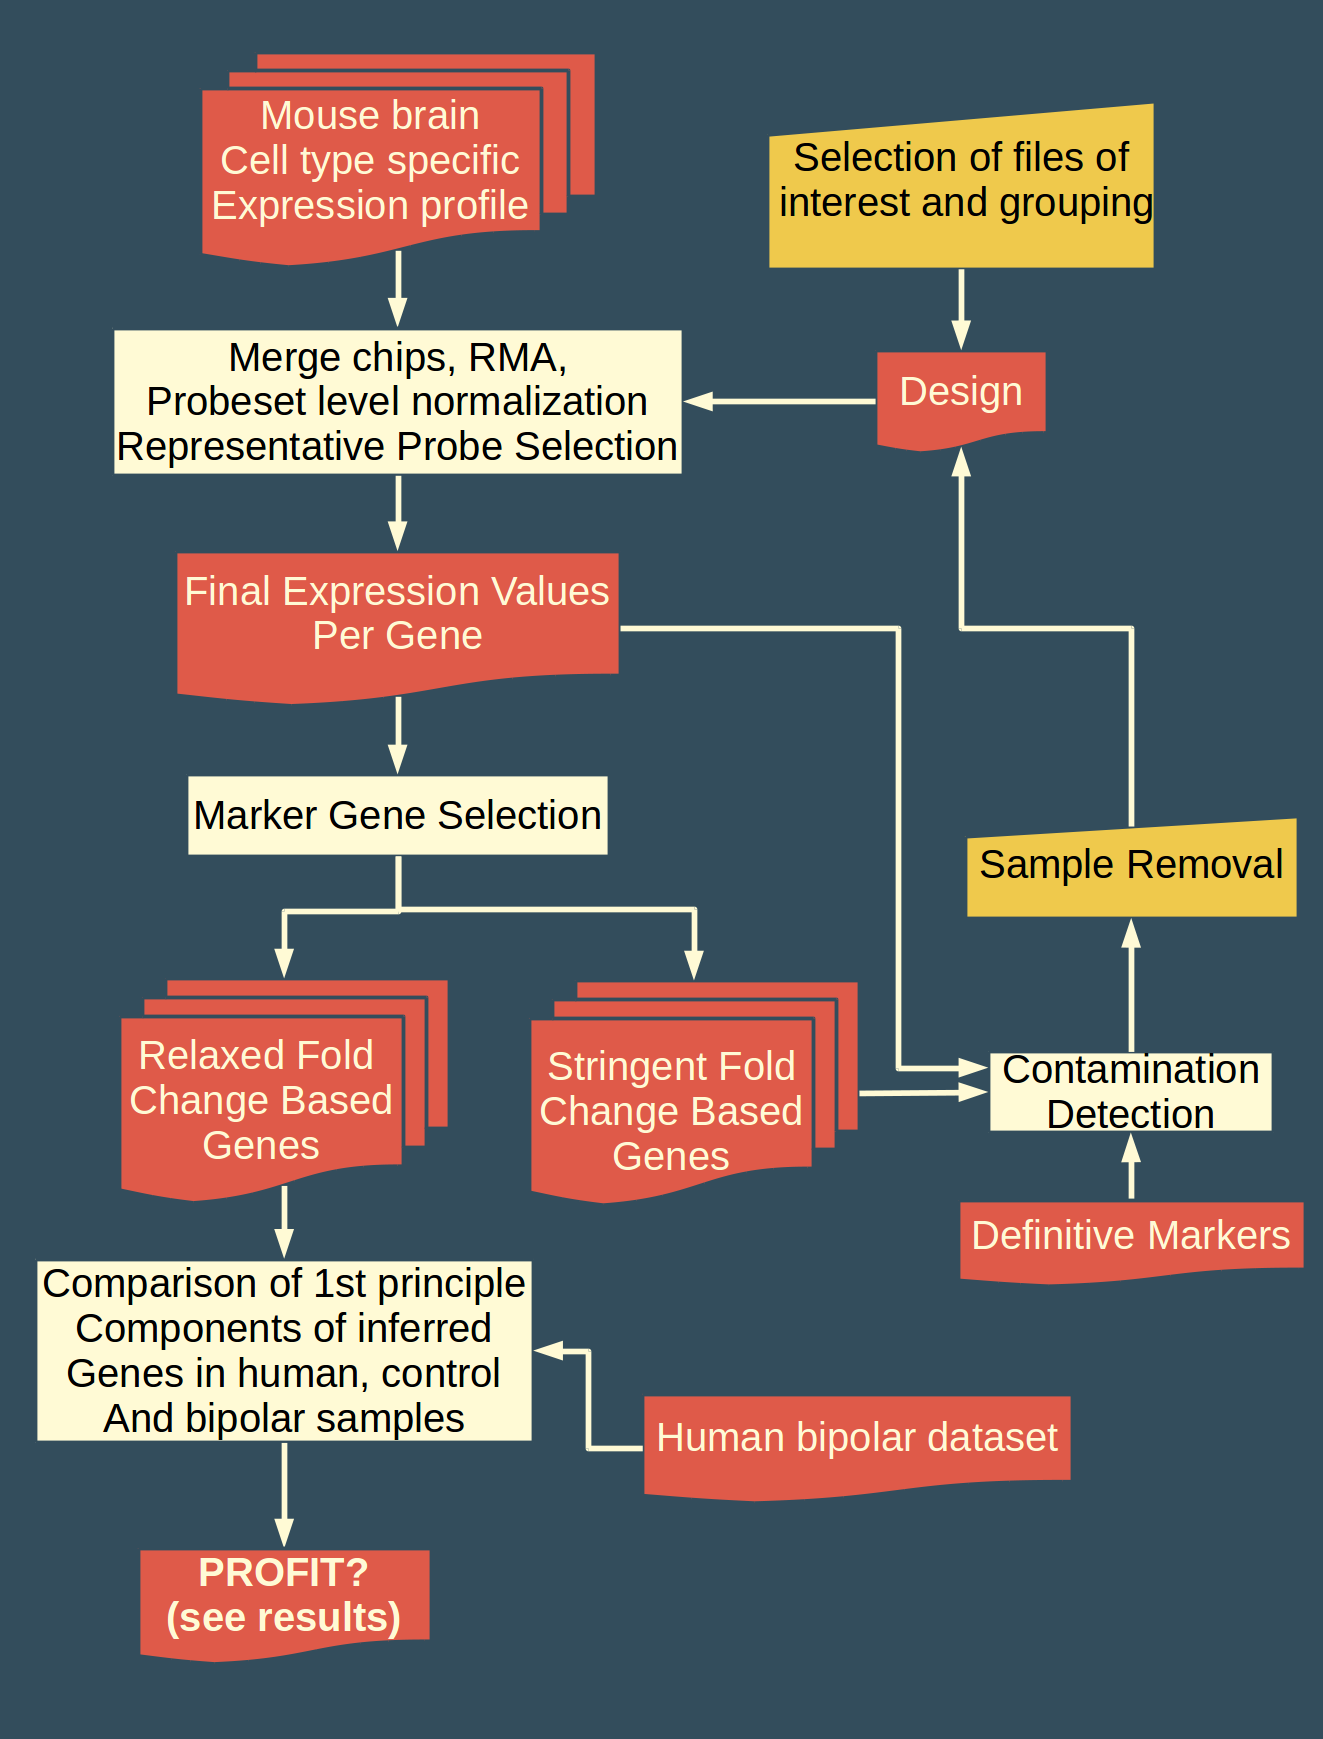 Mouse brain
Cell type specific
Expression profile
Selection of files of
interest and grouping
Merge chips, RMA,
Probeset level normalization
Representative Probe Selection
Design
Final Expression Values
Per Gene
Marker Gene Selection
Sample Removal
Relaxed Fold
Change Based
Genes
Stringent Fold
Change Based
Genes
Contamination
Detection
Definitive Markers
Comparison of 1st principle
Components of inferred
Genes in human, control
And bipolar samples
Human bipolar dataset
PROFIT?
(see results)